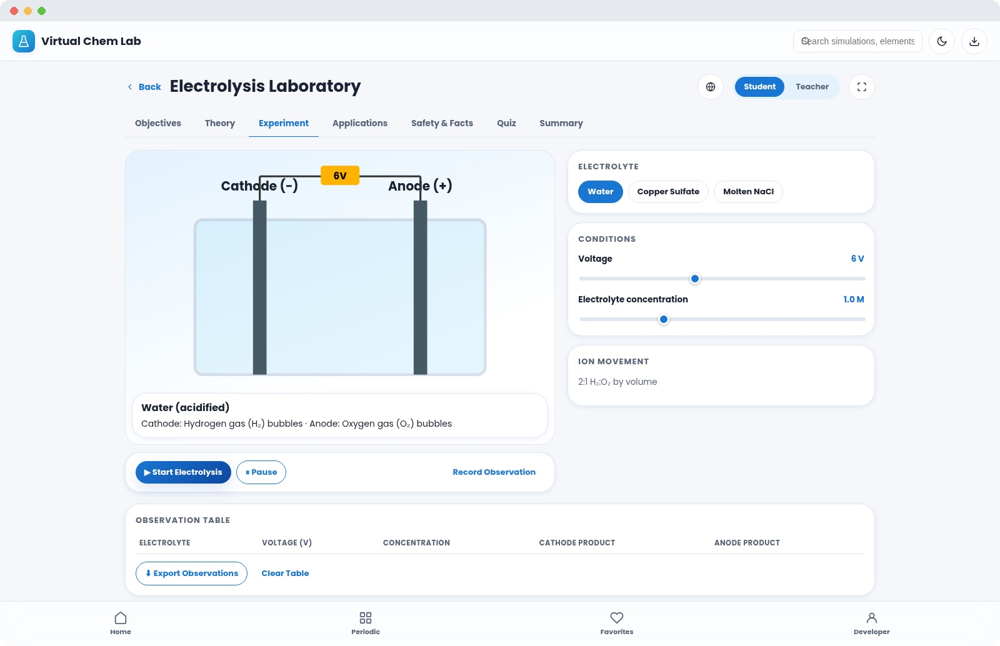 Virtual Chem Lab
Search simulations, elements
Back
Electrolysis Laboratory
Student
Teacher
Objectives
Theory
Experiment
Applications
Safety & Facts
Quiz
Summary
6V
Cathode (−)
Anode (+)
Water (acidified)
Cathode: Hydrogen gas (H₂) bubbles · Anode: Oxygen gas (O₂) bubbles
▶ Start Electrolysis
⏸ Pause
Record Observation
ELECTROLYTE
Water
Copper Sulfate
Molten NaCl
CONDITIONS
Voltage
6 V
Electrolyte concentration
1.0 M
ION MOVEMENT
2:1 H₂:O₂ by volume
OBSERVATION TABLE
ELECTROLYTE
VOLTAGE (V)
CONCENTRATION
CATHODE PRODUCT
ANODE PRODUCT
⬇ Export Observations
Clear Table
Home
Periodic
Favorites
Developer